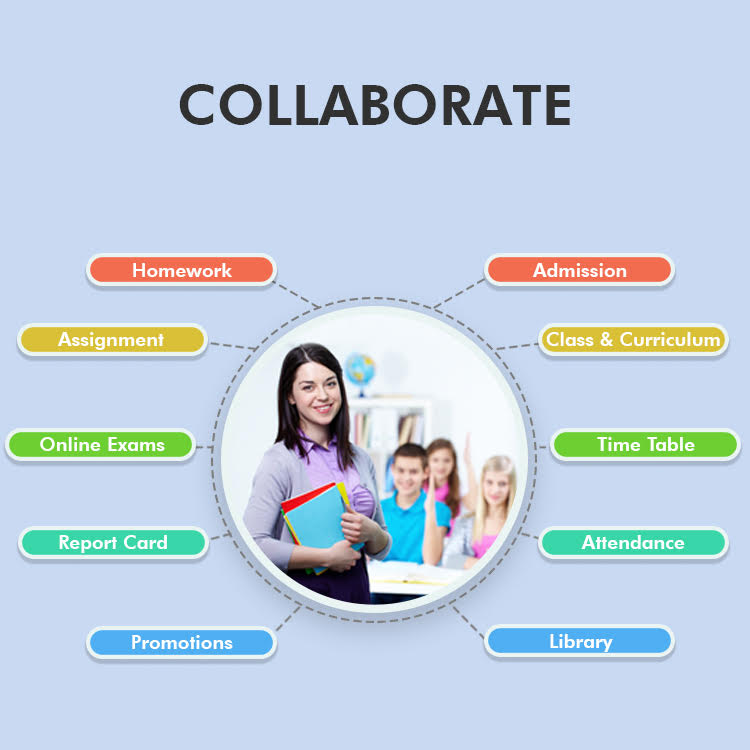 COLLABORATE
Homework
Admission
Assignment
Class & Curriculum
Online Exams
Time Table
Report Card
Attendance
Promotions
Library